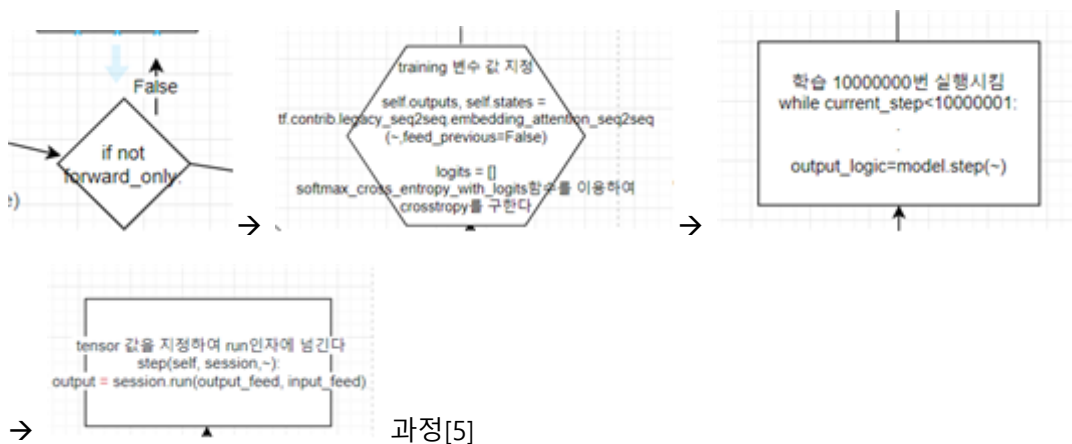 False
if not
forward_only:
e)
→
training 변수 값 지정
self.outputs, self.states =
tf.contrib.legacy_seq2seq.embedding_attention_seq2seq
(~,feed_previous=False)
logits = []
softmax_cross_entropy_with_logits함수를 이용하여
crosstropy를 구한다
→
학습 10000000번 실행시킴
while current_step<10000001:
.
.
output_logic=model.step(~)
→
tensor 값을 지정하여 run인자에 넘긴다
step(self, session,~):
output = session.run(output_feed, input_feed)
과정[5]